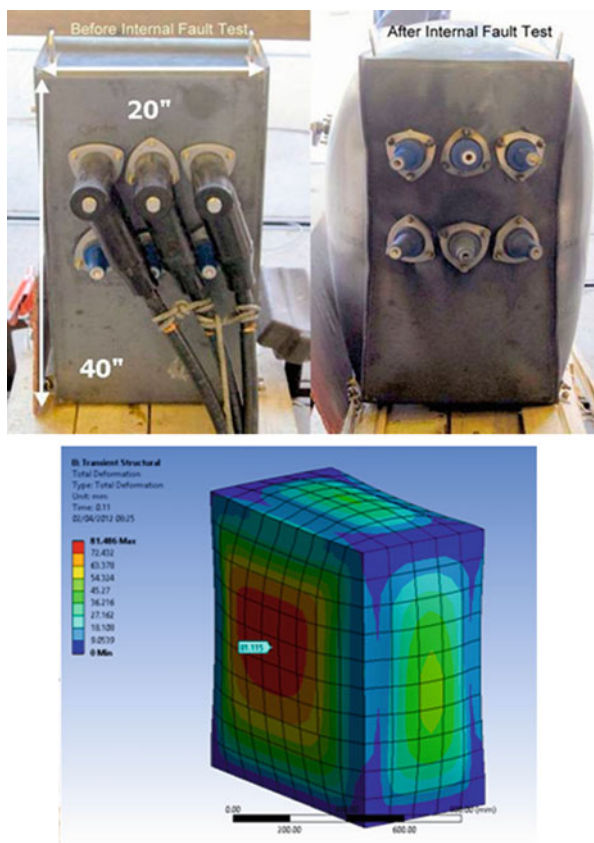 Before Internal Fault Test
After Internal Fault Test
20"
40"
B: Transient Structural
Total Deformation
Type: Total Deformation
Unit: mm
Time: 0.11
02/04/2012 09:25
81.486 Max
72.432
63.378
54.324
45.27
36.216
27.162
18.108
9.0539
0 Min
81.115
0.00
(mm)
200.00
600.00